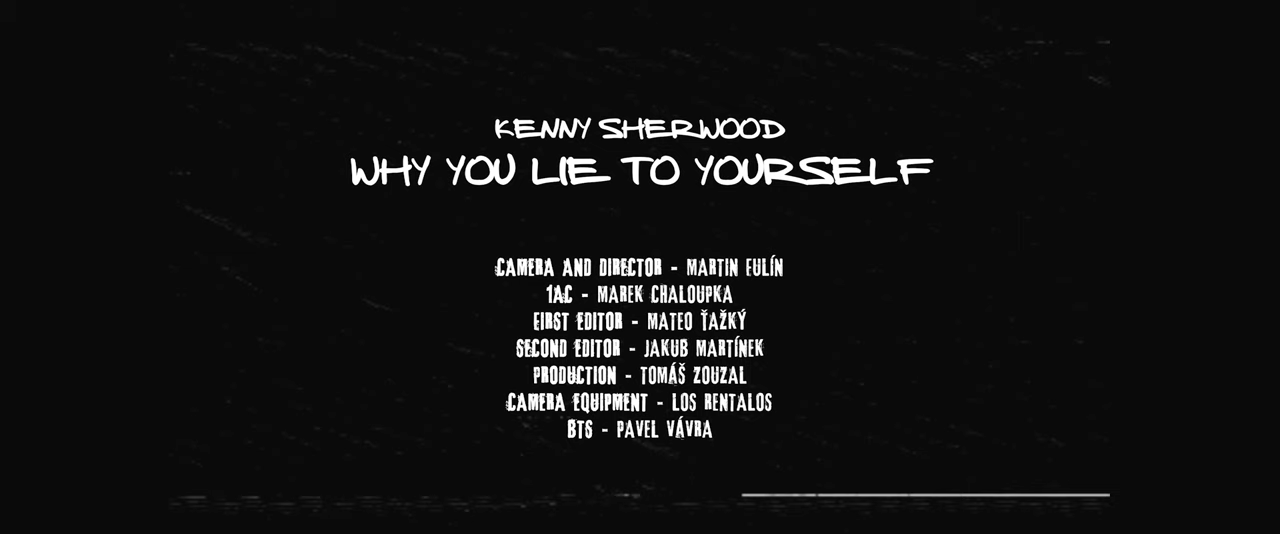 KENNY SHERWOOD
WHY YOU LIE TO YOURSELF
CAMERA AND DIRECTOR - MARTIN EULÍN
1AC - MAREK CHALOUPKA
FIRST EDITOR - MATEO ŤAŽKÝ
SECOND EDITOR - JAKUB MARTÍNEK
PRODUCTION - TOMÁŠ ZOUZAL
CAMERA EQUIPMENT - LOS RENTALOS
BTS - PAVEL VÁVRA